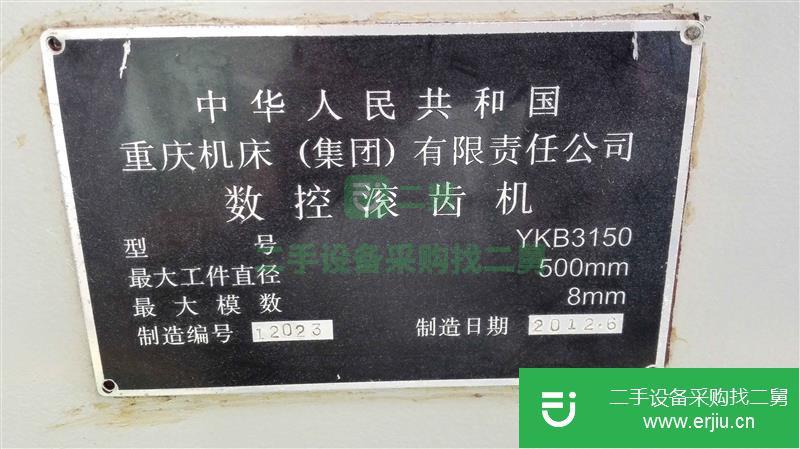 中华人民共和国
重庆机床（集团）有限责任公司
数控滚齿机
型号 YKB3150
最大工件直径 500mm
最大模数 8mm
制造编号 12023 制造日期 2012.6
二舅
二手设备采购找二舅
二手设备采购找二舅
www.erjiu.cn